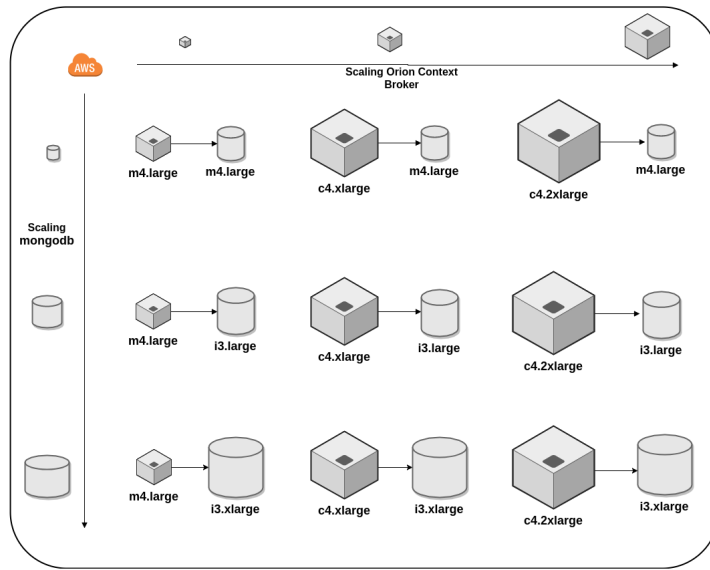 AWS
Scaling Orion Context
Broker
m4.large
m4.large
c4.xlarge
m4.large
c4.2xlarge
m4.large
Scaling
mongodb
m4.large
i3.large
c4.xlarge
i3.large
c4.2xlarge
i3.large
m4.large
i3.xlarge
c4.xlarge
i3.xlarge
c4.2xlarge
i3.xlarge